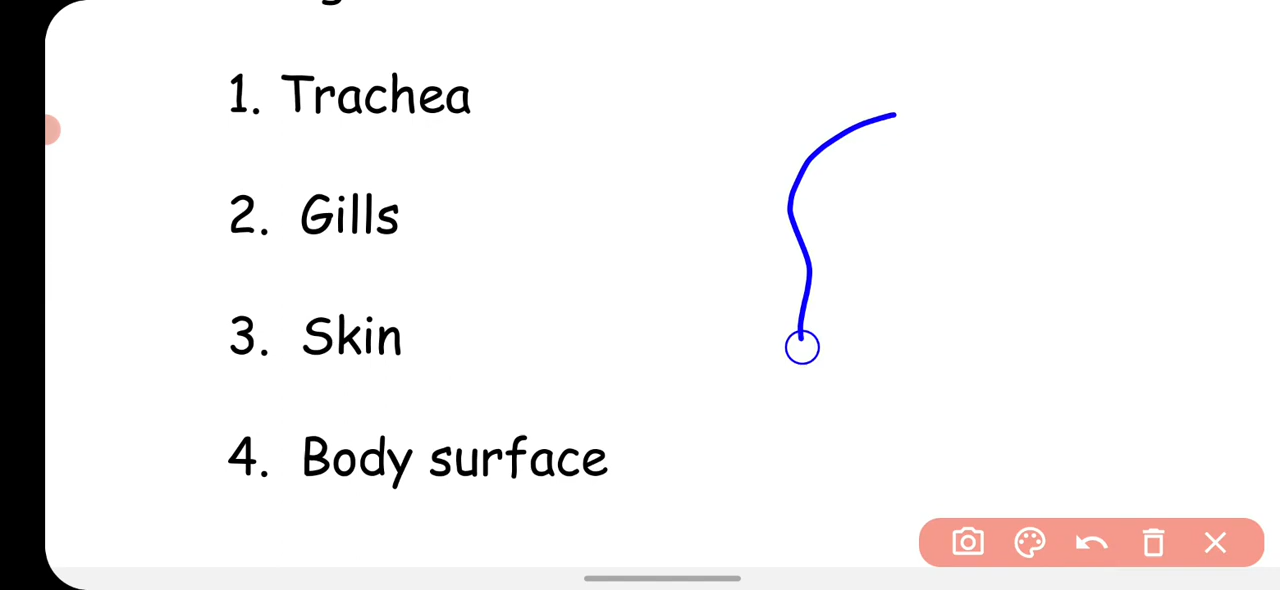 1. Trachea
2. Gills
3. Skin
4. Body surface